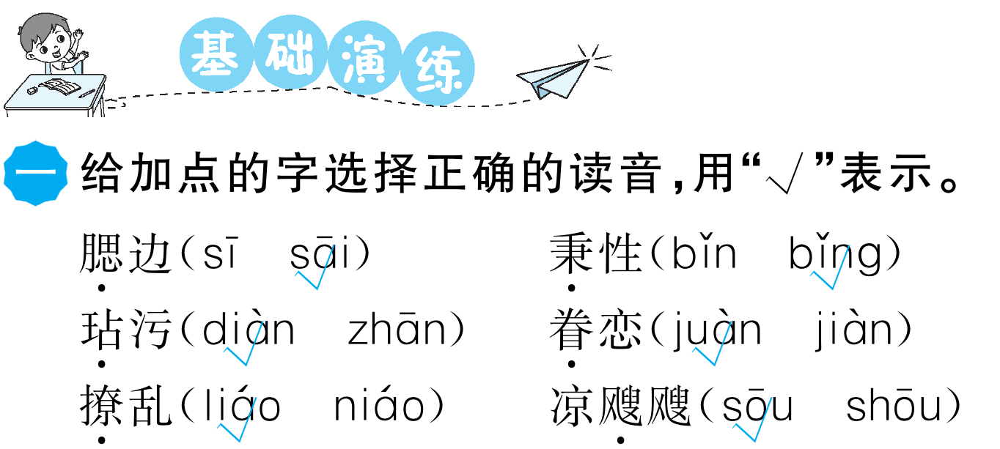 基础演练
一 给加点的字选择正确的读音,用“√”表示。
腮边(sī sāi) 秉性(bǐn bǐng)
玷污(diàn zhān) 眷恋(juàn jiàn)
撩乱(liáo niáo) 凉飕飕(sōu shōu)